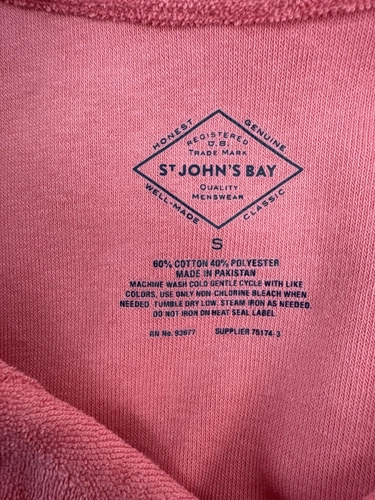 HONEST
GENUINE
REGISTERED
U.S.
TRADE MARK
ST JOHN'S BAY
QUALITY
MENSWEAR
WELL-MADE
CLASSIC
S
60% COTTON 40% POLYESTER
MADE IN PAKISTAN
MACHINE WASH COLD GENTLE CYCLE WITH LIKE
COLORS, USE ONLY NON-CHLORINE BLEACH WHEN
NEEDED. TUMBLE DRY LOW. STEAM IRON AS NEEDED.
DO NOT IRON ON HEAT SEAL LABEL
RN No. 93677 SUPPLIER 75174-3